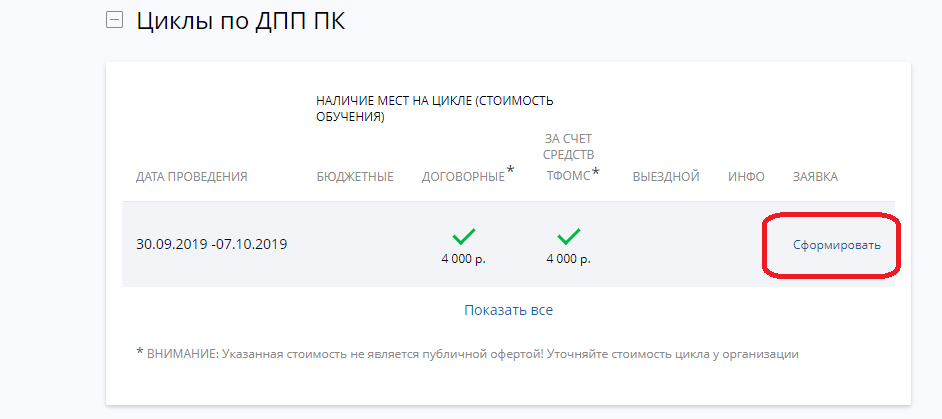 Циклы по ДПП ПК
НАЛИЧИЕ МЕСТ НА ЦИКЛЕ (СТОИМОСТЬ
ОБУЧЕНИЯ)
ДАТА ПРОВЕДЕНИЯ
БЮДЖЕТНЫЕ
ДОГОВОРНЫЕ*
ЗА СЧЕТ
СРЕДСТВ
ТФОМС*
ВЫЕЗДНОЙ
ИНФО
ЗАЯВКА
30.09.2019 -07.10.2019
4 000 р.
4 000 р.
Сформировать
Показать все
* ВНИМАНИЕ: Указанная стоимость не является публичной офертой! Уточняйте стоимость цикла у организации